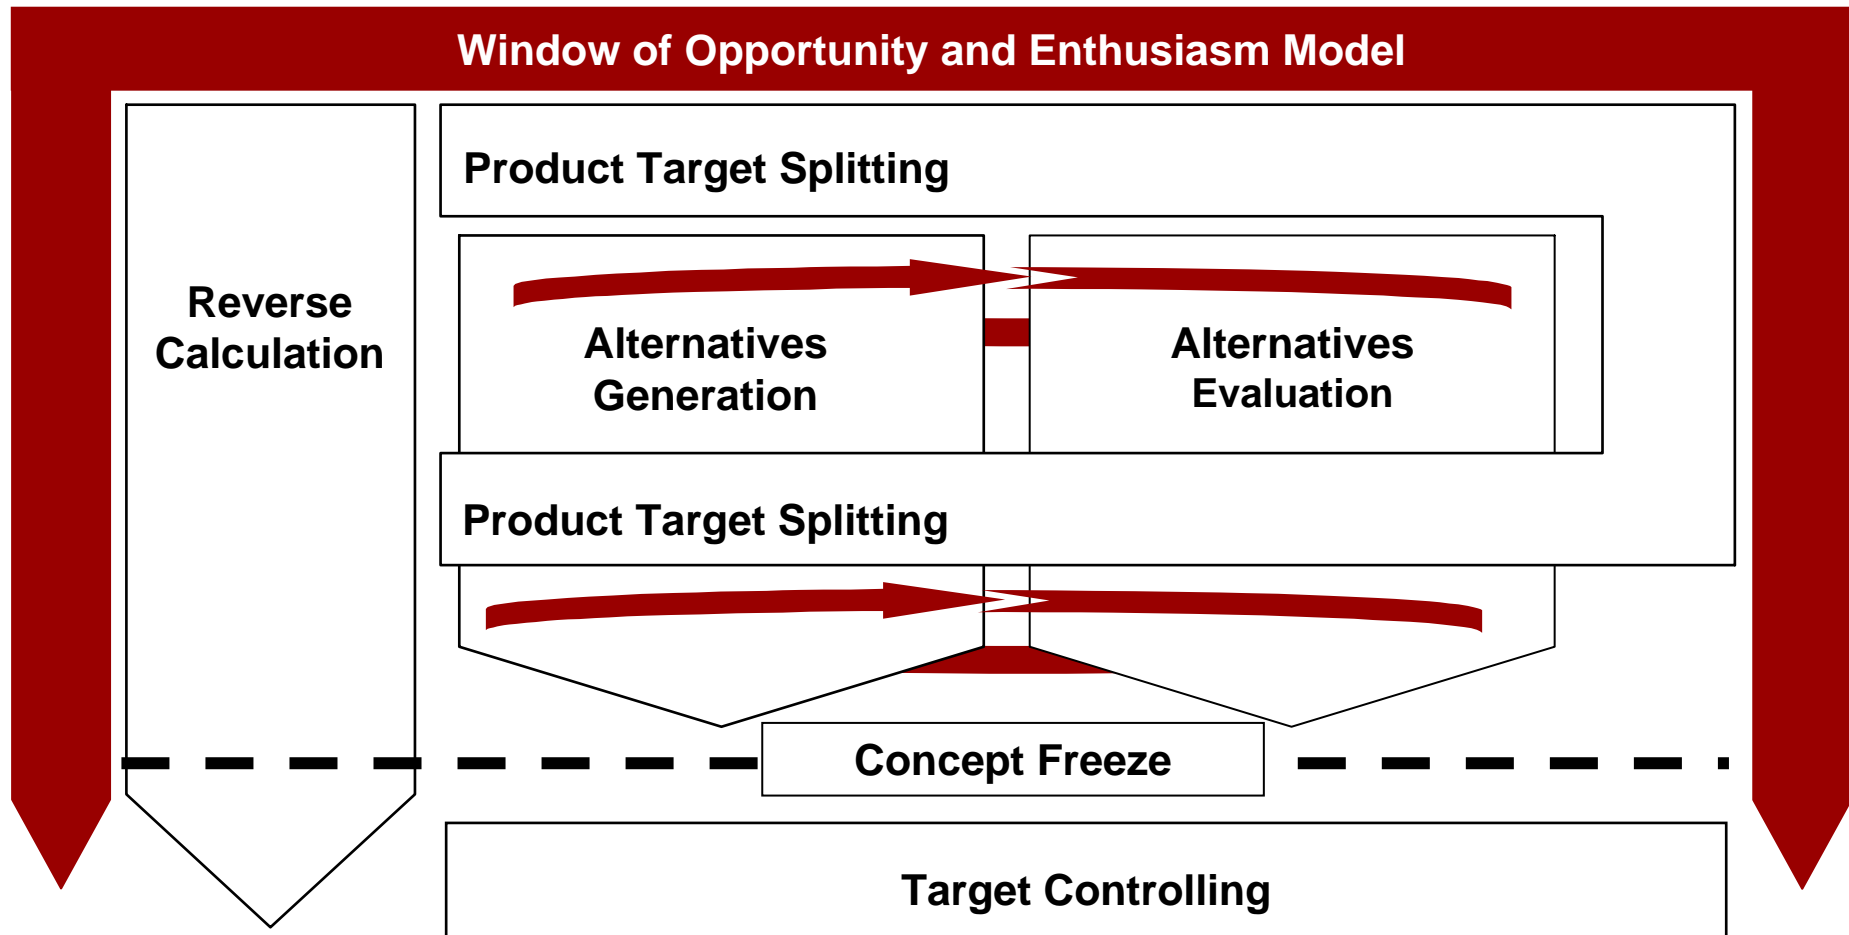 Window of Opportunity and Enthusiasm Model
Product Target Splitting
Reverse
Calculation
Alternatives
Generation
Alternatives
Evaluation
Product Target Splitting
Concept Freeze
Target Controlling